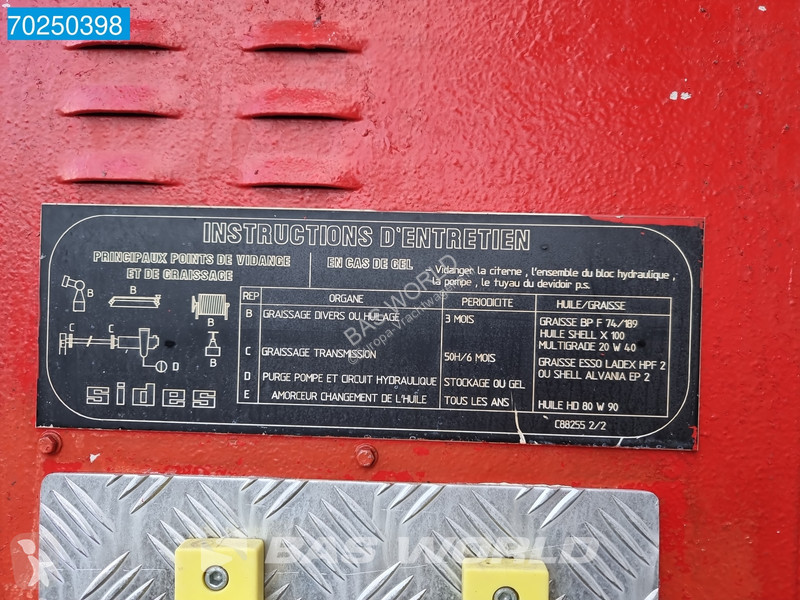 70250398
INSTRUCTIONS D'ENTRETIEN
PRINCIPAUX POINTS DE VIDANGE
ET DE GRAISSAGE
EN CAS DE GEL
Vidanger la citerne, l'ensemble du bloc hydraulique,
la pompe, le tuyau du devidoir p.s.
B B B
B
C C
D
sides
REP ORGANE PERIODICITE HUILE/GRAISSE
B GRAISSAGE DIVERS OU HUILAGE 3 MOIS GRAISSE BP F 74/189
HUILE SHELL X 100
MULTIGRADE 20 W 40
C GRAISSAGE TRANSMISSION 50H/6 MOIS GRAISSE ESSO LADEX HPF 2
OU SHELL ALVANIA EP 2
D PURGE POMPE ET CIRCUIT HYDRAULIQUE STOCKAGE OU GEL
E AMORCEUR CHANGEMENT DE L'HUILE TOUS LES ANS HUILE HD 80 W 90
C88255 2/2
BAS WORLD
©Europa-Vrachtwagens
BAS WORLD